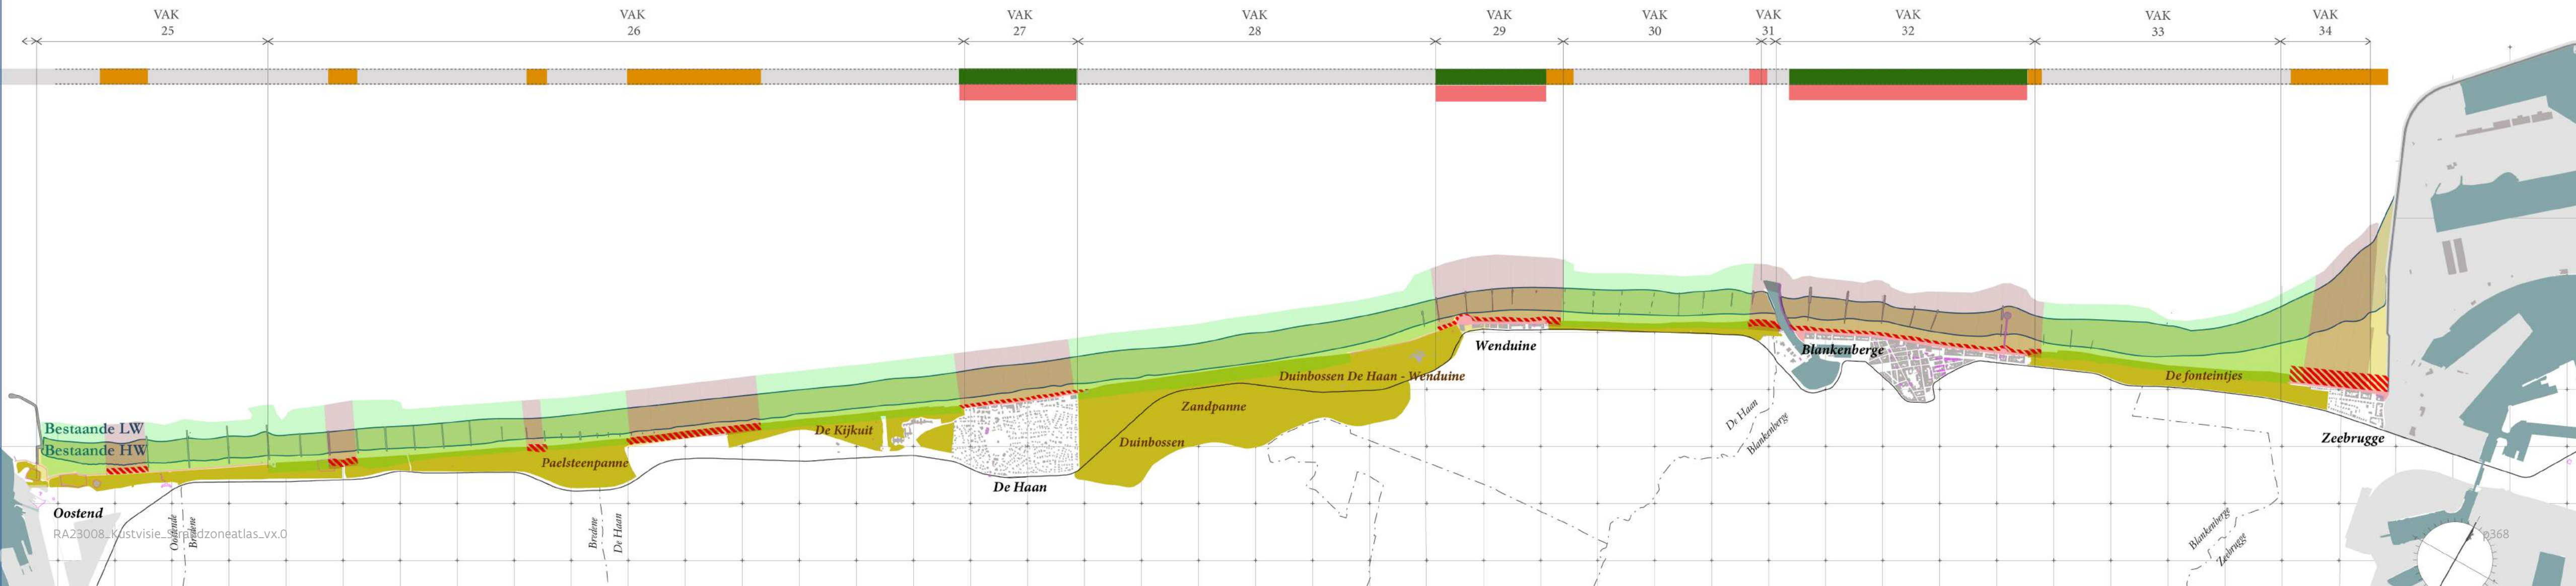 VAK
25
VAK
26
VAK
27
VAK
28
VAK
29
VAK
30
VAK
31
VAK
32
VAK
33
VAK
34
Bestaande LW
Bestaande HW
Oostend
Paelsteenpanne
De Kijkuit
De Haan
Duinbossen
Zandpanne
Duinbossen De Haan - Wenduine
Wenduine
Blankenberge
De fonteintjes
Zeebrugge
Oostende
Bredene
Bredene
De Haan
De Haan
Blankenberge
Blankenberge
Zeebrugge
RA23008_Kustvisie_Strandzoneatlas_vx.0
p368